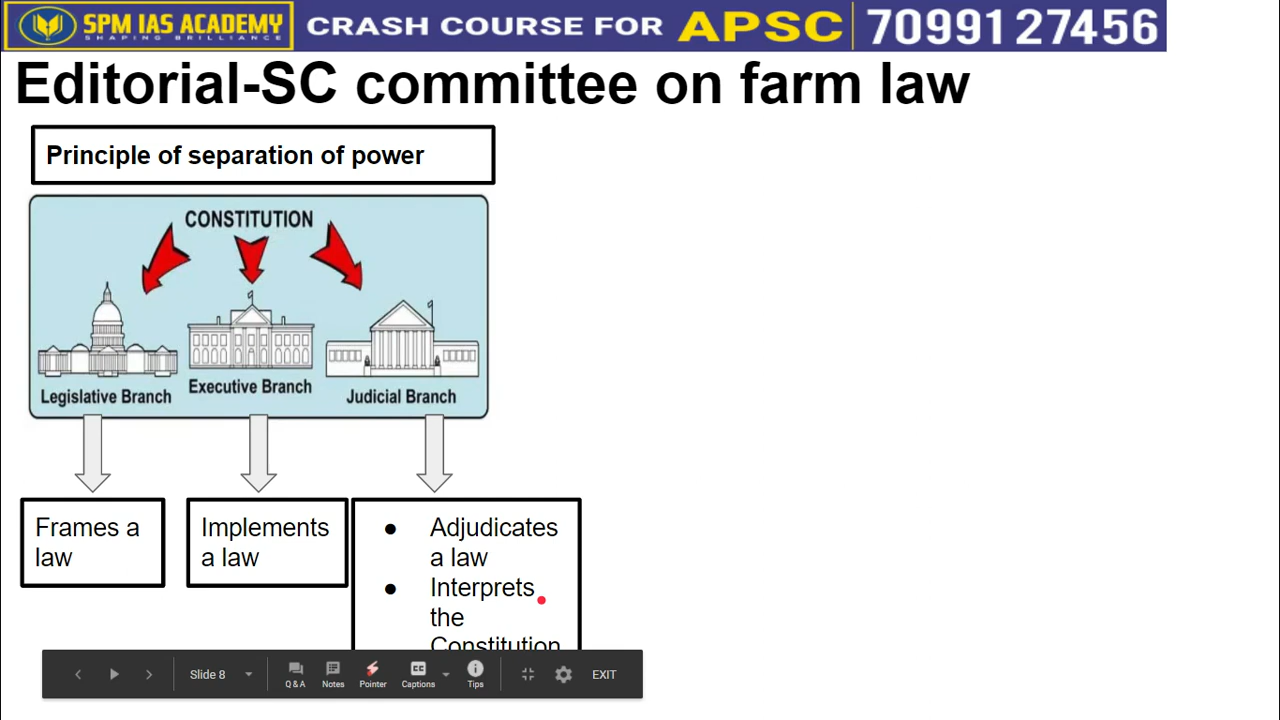 SPM IAS ACADEMY
SHAPING BRILLIANCE
CRASH COURSE FOR APSC
70991 27456
Editorial-SC committee on farm law
Principle of separation of power
CONSTITUTION
Legislative Branch
Executive Branch
Judicial Branch
Frames a
law
Implements
a law
● Adjudicates
a law
● Interprets
the
Constitution
Slide 8
Q & A
Notes
Pointer
CC
Captions
Tips
EXIT